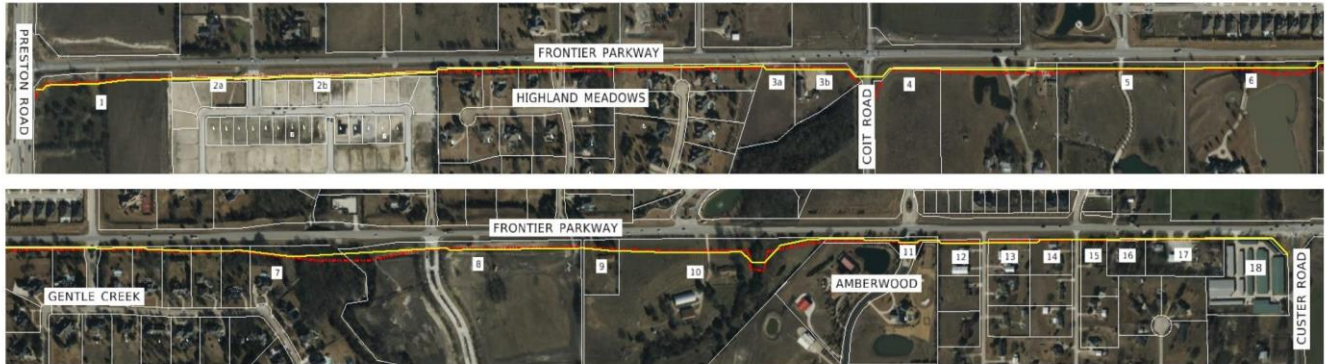 PRESTON ROAD
FRONTIER PARKWAY
2a
2b
1
HIGHLAND MEADOWS
3a
3b
4
COIT ROAD
5
6
FRONTIER PARKWAY
7
8
9
10
11
12
13
14
15
16
17
18
GENTLE CREEK
AMBERWOOD
CUSTER ROAD